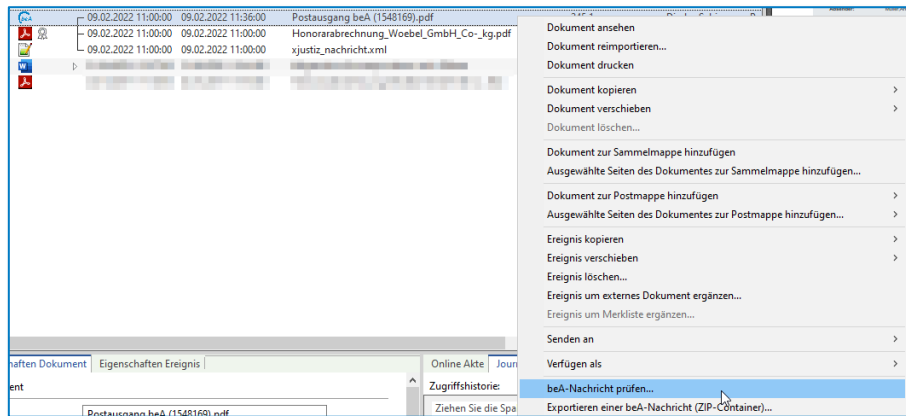 beA 09.02.2022 11:00:00 09.02.2022 11:36:00 Postausgang beA (1548169).pdf
09.02.2022 11:00:00 09.02.2022 11:00:00 Honorarabrechnung_Woebel_GmbH_Co-_kg.pdf
09.02.2022 11:00:00 09.02.2022 11:00:00 xjustiz_nachricht.xml
Dokument ansehen
Dokument reimportieren...
Dokument drucken
Dokument kopieren
Dokument verschieben
Dokument löschen...
Dokument zur Sammelmappe hinzufügen
Ausgewählte Seiten des Dokumentes zur Sammelmappe hinzufügen...
Dokument zur Postmappe hinzufügen
Ausgewählte Seiten des Dokumentes zur Postmappe hinzufügen...
Ereignis kopieren
Ereignis verschieben
Ereignis löschen...
Ereignis um externes Dokument ergänzen...
Ereignis um Merkliste ergänzen...
Senden an
Verfügen als
beA-Nachricht prüfen...
Exportieren einer beA-Nachricht (ZIP-Container)...
haften Dokument Eigenschaften Ereignis
ent
Postausgang beA (1548169).pdf
Online Akte Journ
Zugriffshistorie:
Ziehen Sie die Spa